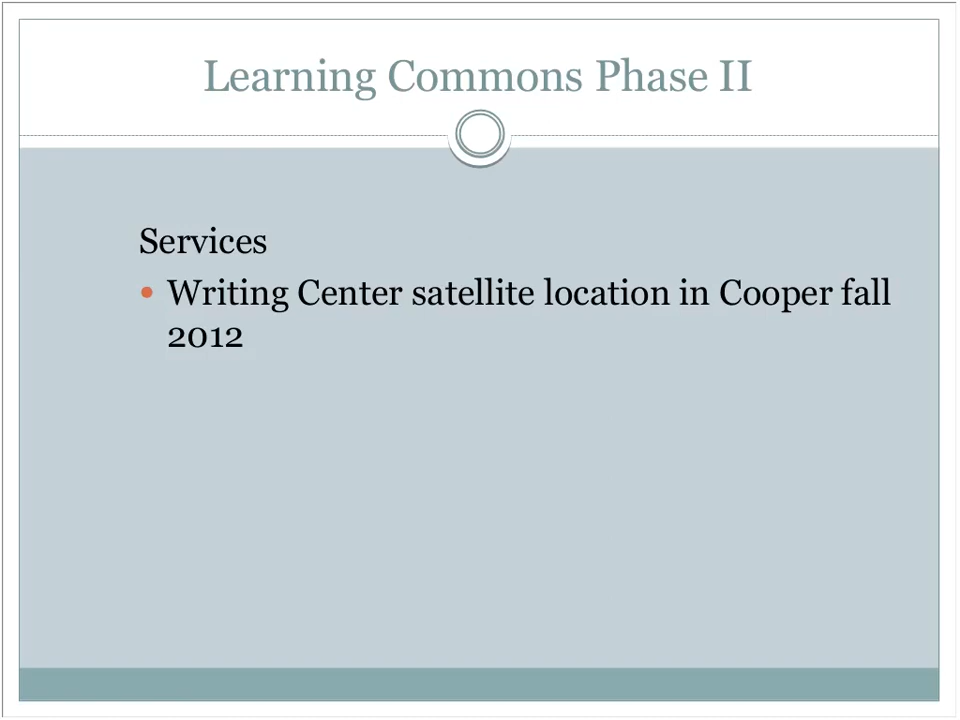 Learning Commons Phase II
Services
• Writing Center satellite location in Cooper fall
2012